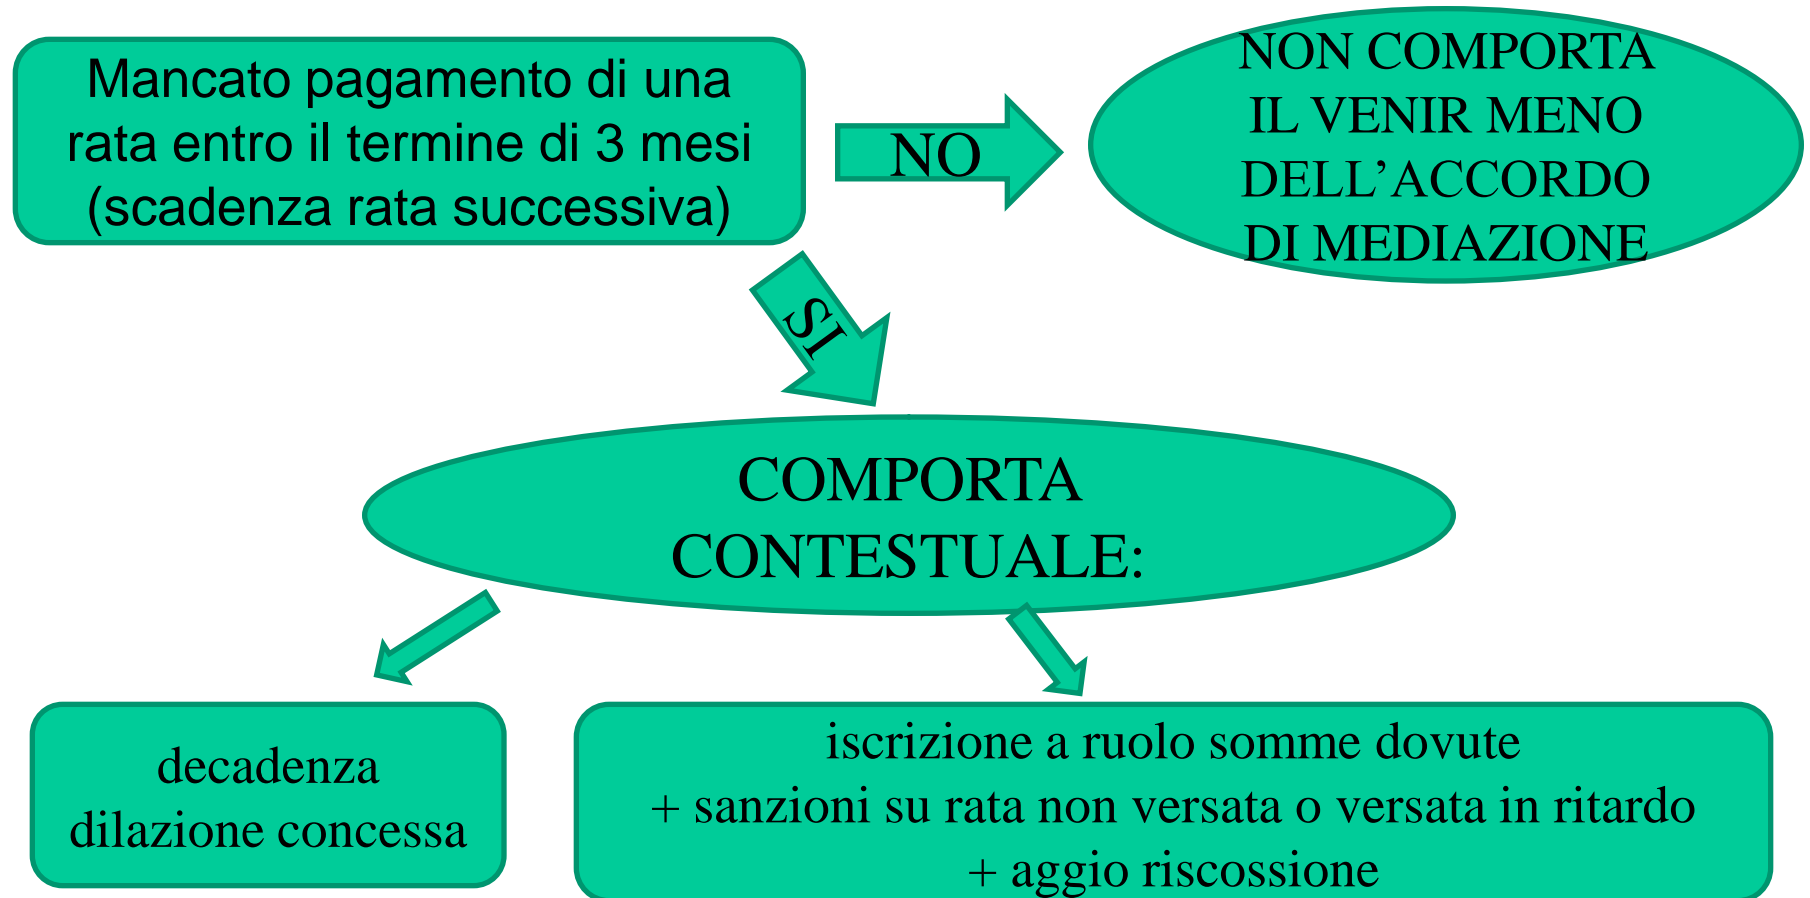 Mancato pagamento di una
rata entro il termine di 3 mesi
(scadenza rata successiva)
NO
NON COMPORTA
IL VENIR MENO
DELL’ACCORDO
DI MEDIAZIONE
SI
COMPORTA
CONTESTUALE:
decadenza
dilazione concessa
iscrizione a ruolo somme dovute
+ sanzioni su rata non versata o versata in ritardo
+ aggio riscossione